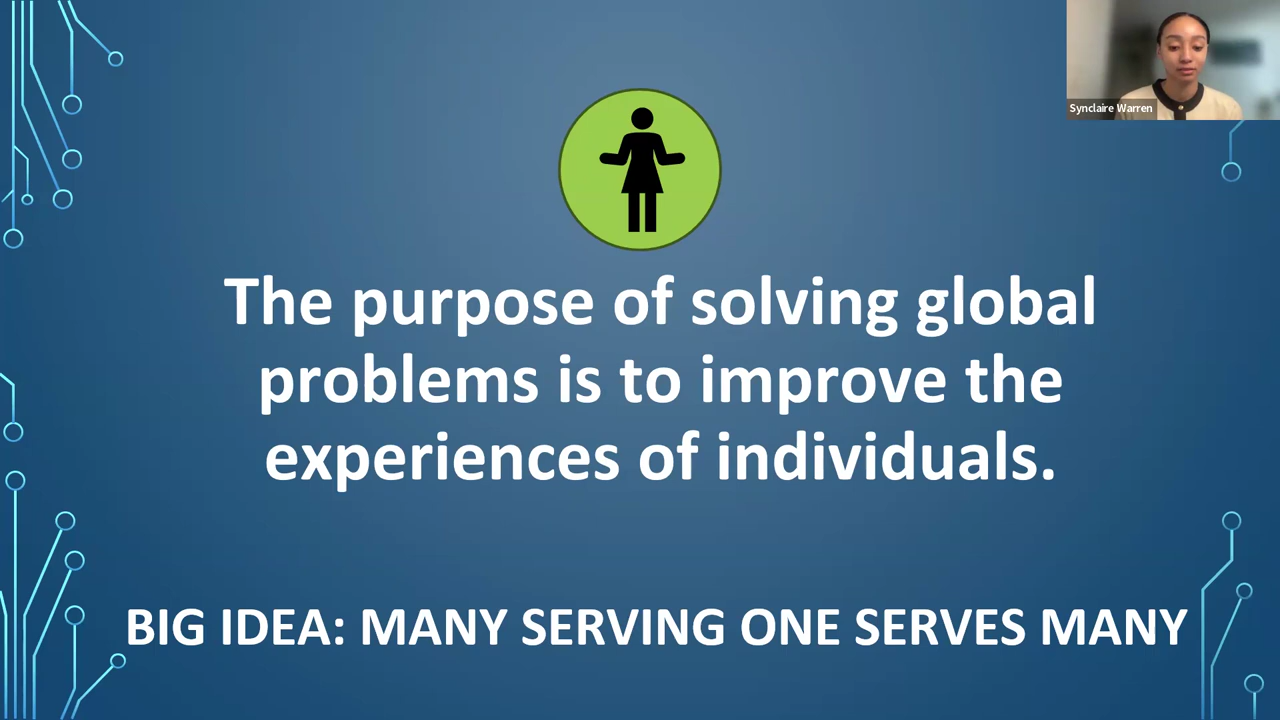 Synclaire Warren
The purpose of solving global
problems is to improve the
experiences of individuals.
BIG IDEA: MANY SERVING ONE SERVES MANY